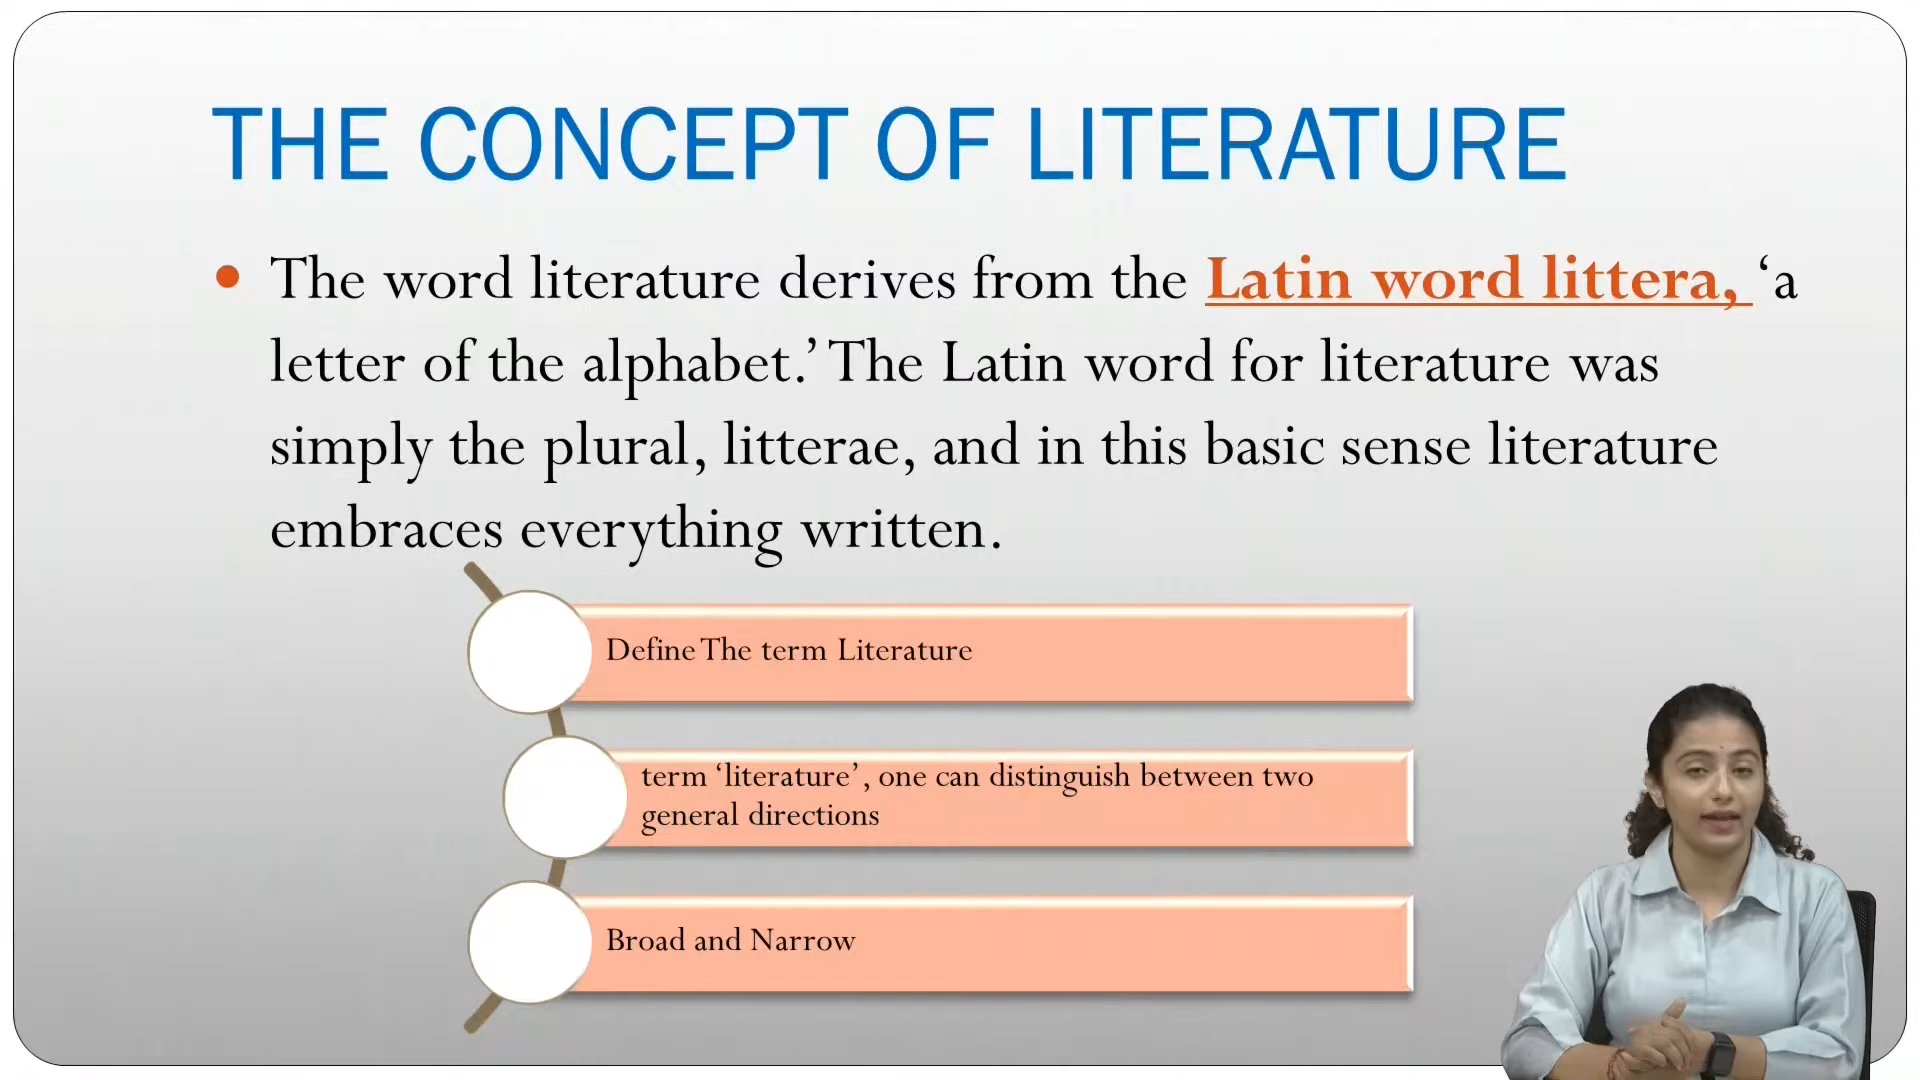 THE CONCEPT OF LITERATURE
• The word literature derives from the Latin word littera, ‘a
letter of the alphabet.’ The Latin word for literature was
simply the plural, litterae, and in this basic sense literature
embraces everything written.
Define The term Literature
term ‘literature’, one can distinguish between two
general directions
Broad and Narrow